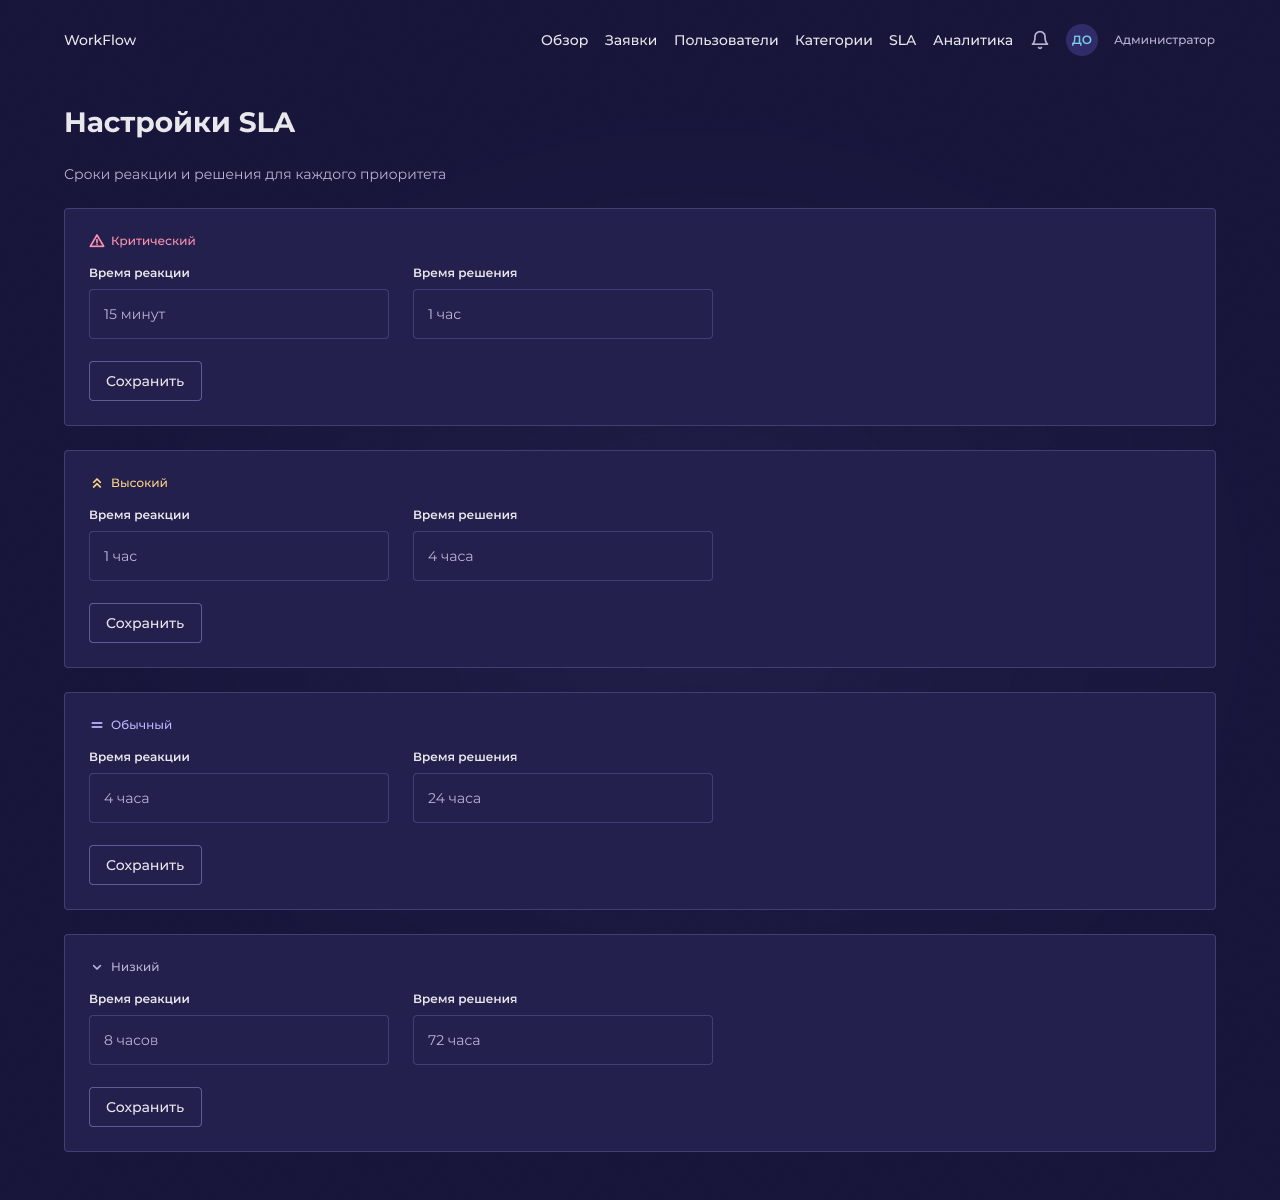 WorkFlow Обзор Заявки Пользователи Категории SLA Аналитика ДО Администратор
Настройки SLA
Сроки реакции и решения для каждого приоритета
Критический
Время реакции Время решения
15 минут 1 час
Сохранить
Высокий
Время реакции Время решения
1 час 4 часа
Сохранить
Обычный
Время реакции Время решения
4 часа 24 часа
Сохранить
Низкий
Время реакции Время решения
8 часов 72 часа
Сохранить